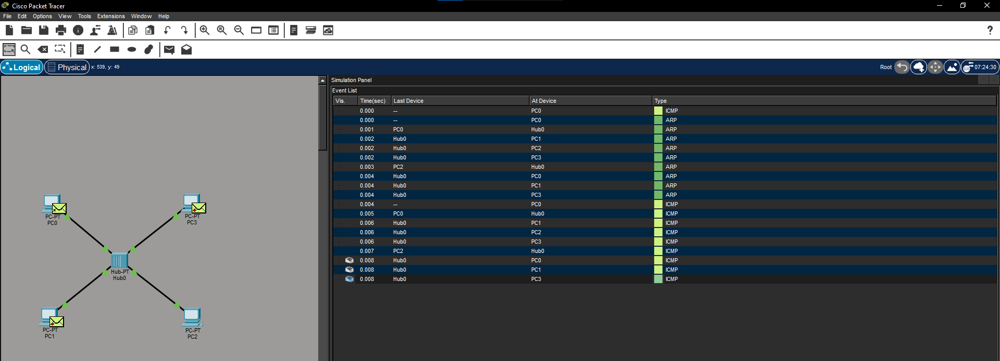 Cisco Packet Tracer
File Edit Options View Tools Extensions Window Help
?
Logical Physical x: 539, y: 49 Root 07:24:30
Simulation Panel
Event List
Vis. Time(sec) Last Device At Device Type
0.000 -- PC0 ICMP
0.000 -- PC0 ARP
0.001 PC0 Hub0 ARP
0.002 Hub0 PC1 ARP
0.002 Hub0 PC2 ARP
0.002 Hub0 PC3 ARP
0.003 PC2 Hub0 ARP
0.004 Hub0 PC0 ARP
0.004 Hub0 PC1 ARP
0.004 Hub0 PC3 ARP
0.004 -- PC0 ICMP
0.005 PC0 Hub0 ICMP
0.006 Hub0 PC1 ICMP
0.006 Hub0 PC2 ICMP
0.006 Hub0 PC3 ICMP
0.007 PC2 Hub0 ICMP
0.008 Hub0 PC0 ICMP
0.008 Hub0 PC1 ICMP
0.008 Hub0 PC3 ICMP
PC-PT
PC0
PC-PT
PC3
Hub-PT
Hub0
PC-PT
PC1
PC-PT
PC2